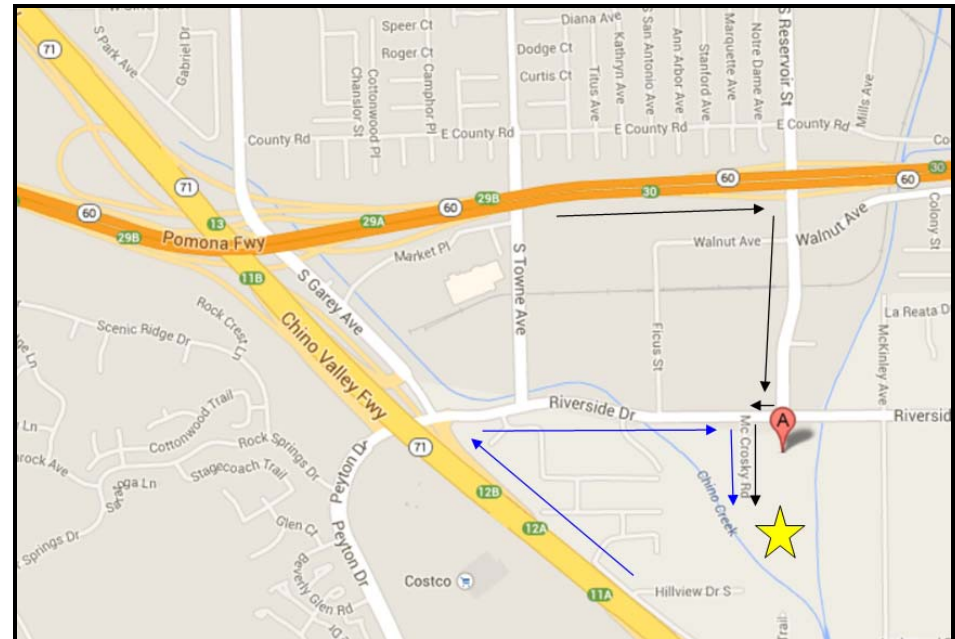 71
S Park Ave
Gabriel Dr
Speer Ct
Roger Ct
Chanslor St
Cottonwood Pl
Camphor Pl
Diana Ave
Dodge Ct
Curtis Ct
Titus Ave
Kathryn Ave
S San Antonio Ave
Ann Arbor Ave
Stanford Ave
Marquette Ave
Notre Dame Ave
S Reservoir St
Mills Ave
County Rd
E County Rd
E County Rd
E County Rd
Co
71
60
13
29A
60
29B
30
60
60
30
29B
Pomona Fwy
11B
Market Pl
S Garey Ave
S Towne Ave
Walnut Ave
Walnut Ave
Colony St
Rock Crest Ln
Scenic Ridge Dr
Chino Valley Fwy
Ficus St
La Reata D
McKinley Ave
Riverside Dr
Riversid
A
Mc Crosky Rd
Cottonwood Trail
Rock Springs Dr
Stagecoach Trail
Peyton D
71
Chino Creek
12B
12A
Glen Ct
Peyton Dr
Springs Dr
Beverly Glen Rd
Costco
11A
Hillview Dr S